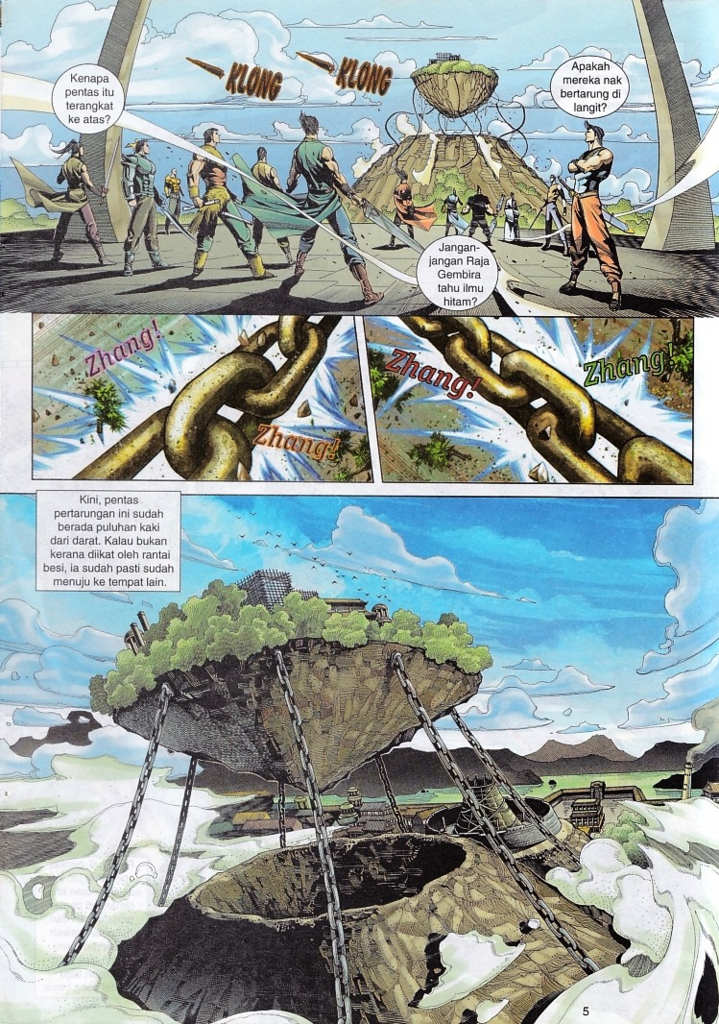 Kenapa
pentas itu
terangkat
ke atas?
KLONG
KLONG
Apakah
mereka nak
bertarung di
langit?
Jangan-
jangan Raja
Gembira
tahu ilmu
hitam?
Zhang!
Zhang!
Zhang!
Zhang!
Kini, pentas
pertarungan ini sudah
berada puluhan kaki
dari darat. Kalau bukan
kerana diikat oleh rantai
besi, ia sudah pasti sudah
menuju ke tempat lain.
5